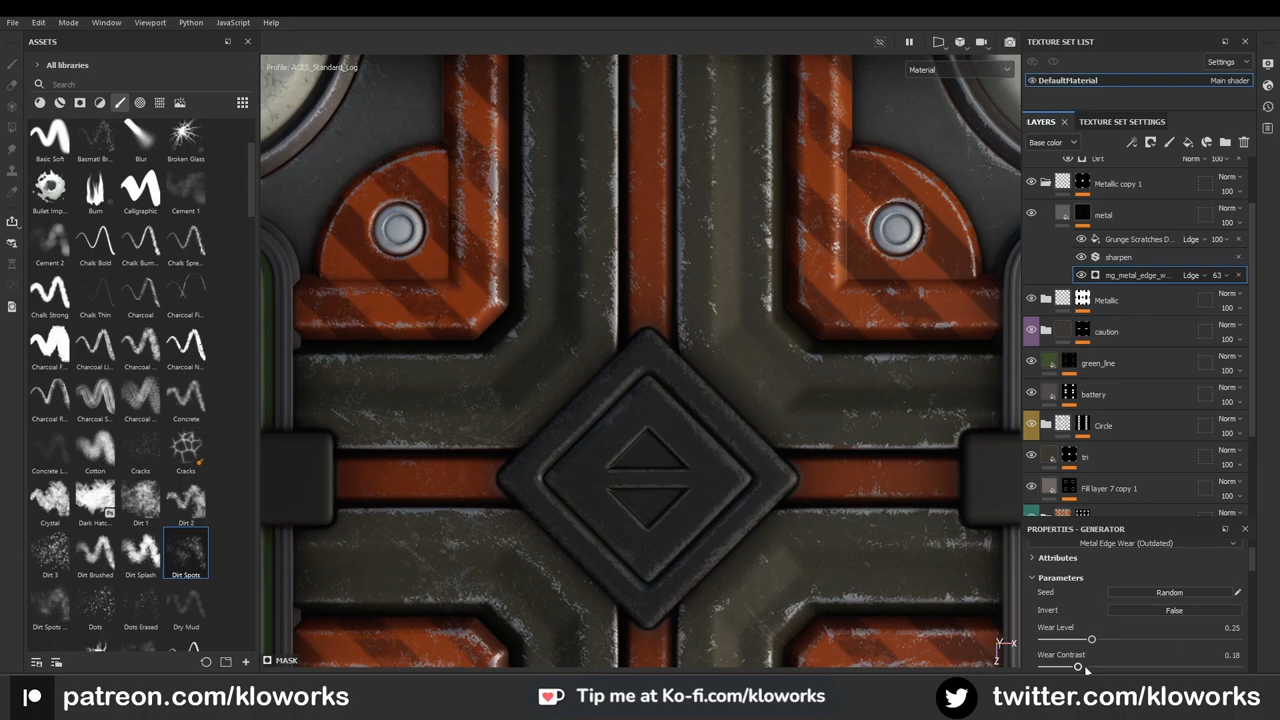 File Edit Mode Window Viewport Python JavaScript Help
ASSETS
All libraries
Search
Basic Soft Basmati Br... Blur Broken Glass
Bullet Imp... Burn Calligraphic Cement 1
Cement 2 Chalk Bold Chalk Bum... Chalk Spre...
Chalk Strong Chalk Thin Charcoal Charcoal Fi...
Charcoal F... Charcoal Li... Charcoal ... Charcoal N...
Charcoal R... Charcoal S... Charcoal ... Concrete
Concrete L... Cotton Cracks Cracks
Crystal Dark Hatc... Dirt 1 Dirt 2
Dirt 3 Dirt Brushed Dirt Splash Dirt Spots
Dirt Spots ... Dots Dots Erased Dry Mud
Profile: ACES_Standard_Log
Material
MASK
Y X
Z
TEXTURE SET LIST
Settings
DefaultMaterial Main shader
LAYERS TEXTURE SET SETTINGS
Base color
Dirt Norm 100
Metallic copy 1 Norm 100
metal Norm 100
Grunge Scratches D... Ldge 100
sharpen
mg_metal_edge_w... Ldge 63
Metallic Norm 100
caution Norm 100
green_line Norm 100
battery Norm 100
Circle Norm 100
tri Norm 100
Fill layer 7 copy 1 Norm 100
Norm
PROPERTIES - GENERATOR
Metal Edge Wear (Outdated)
Attributes
Parameters
Seed Random
Invert False
Wear Level 0.25
Wear Contrast 0.18
patreon.com/kloworks Tip me at Ko-fi.com/kloworks twitter.com/kloworks